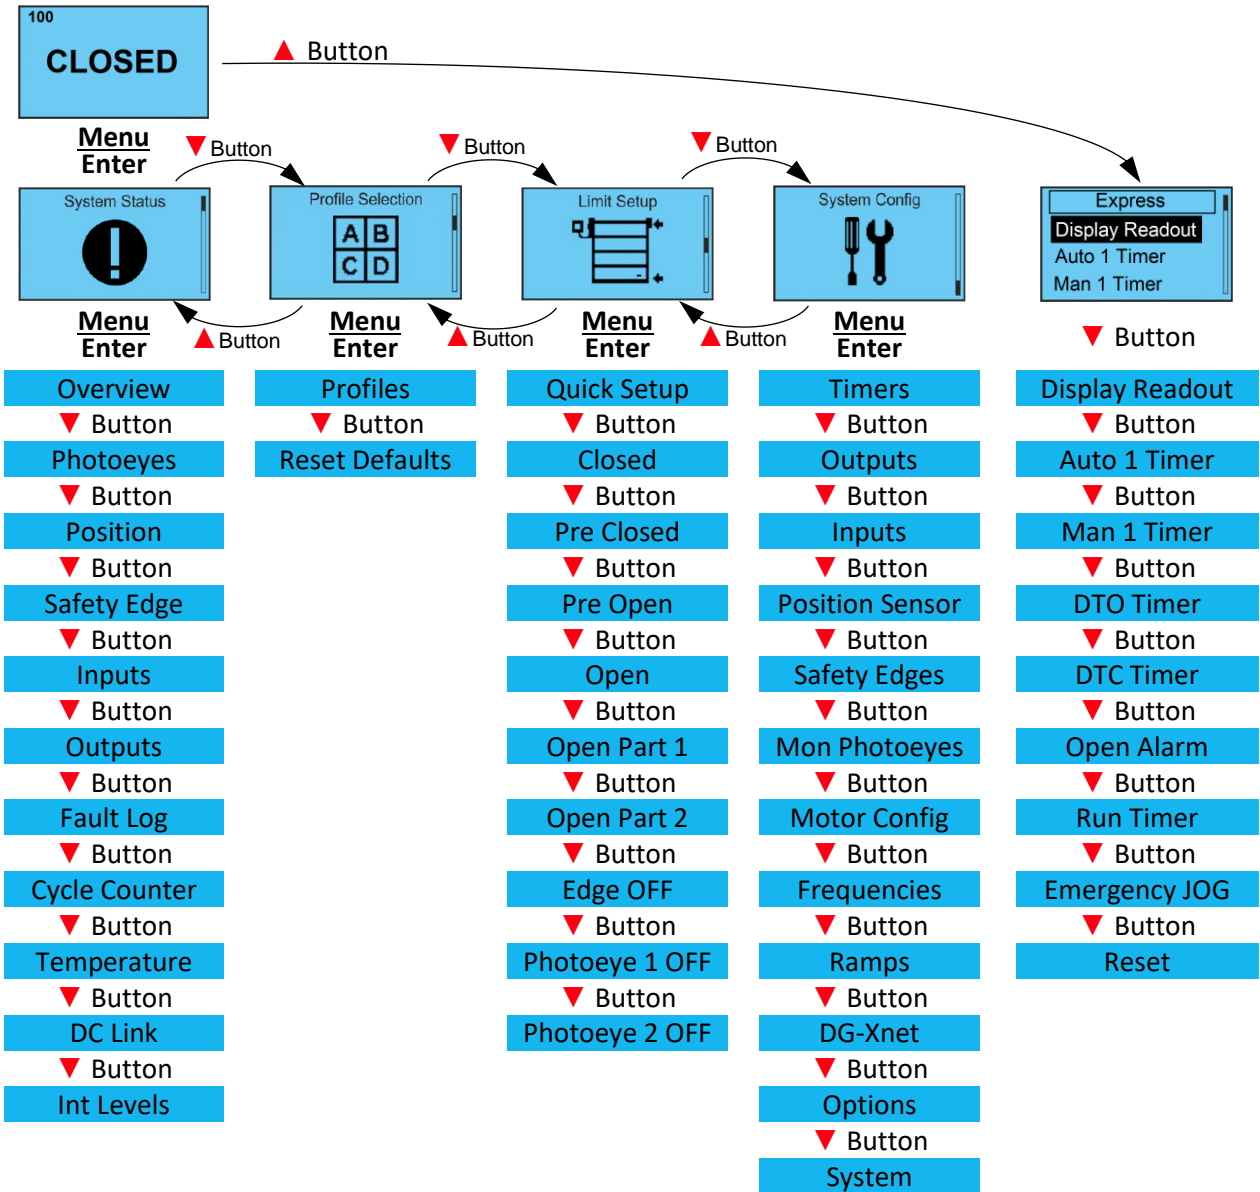 100
CLOSED
▲ Button
Menu
Enter
▼ Button
▼ Button
▼ Button
System Status
Profile Selection
A B
C D
Limit Setup
System Config
Express
Display Readout
Auto 1 Timer
Man 1 Timer
Menu
Enter
▲ Button
Menu
Enter
▲ Button
Menu
Enter
▲ Button
Menu
Enter
▼ Button
Overview
▼ Button
Photoeyes
▼ Button
Position
▼ Button
Safety Edge
▼ Button
Inputs
▼ Button
Outputs
▼ Button
Fault Log
▼ Button
Cycle Counter
▼ Button
Temperature
▼ Button
DC Link
▼ Button
Int Levels
Profiles
▼ Button
Reset Defaults
Quick Setup
▼ Button
Closed
▼ Button
Pre Closed
▼ Button
Pre Open
▼ Button
Open
▼ Button
Open Part 1
▼ Button
Open Part 2
▼ Button
Edge OFF
▼ Button
Photoeye 1 OFF
▼ Button
Photoeye 2 OFF
Timers
▼ Button
Outputs
▼ Button
Inputs
▼ Button
Position Sensor
▼ Button
Safety Edges
▼ Button
Mon Photoeyes
▼ Button
Motor Config
▼ Button
Frequencies
▼ Button
Ramps
▼ Button
DG-Xnet
▼ Button
Options
▼ Button
System
Display Readout
▼ Button
Auto 1 Timer
▼ Button
Man 1 Timer
▼ Button
DTO Timer
▼ Button
DTC Timer
▼ Button
Open Alarm
▼ Button
Run Timer
▼ Button
Emergency JOG
▼ Button
Reset